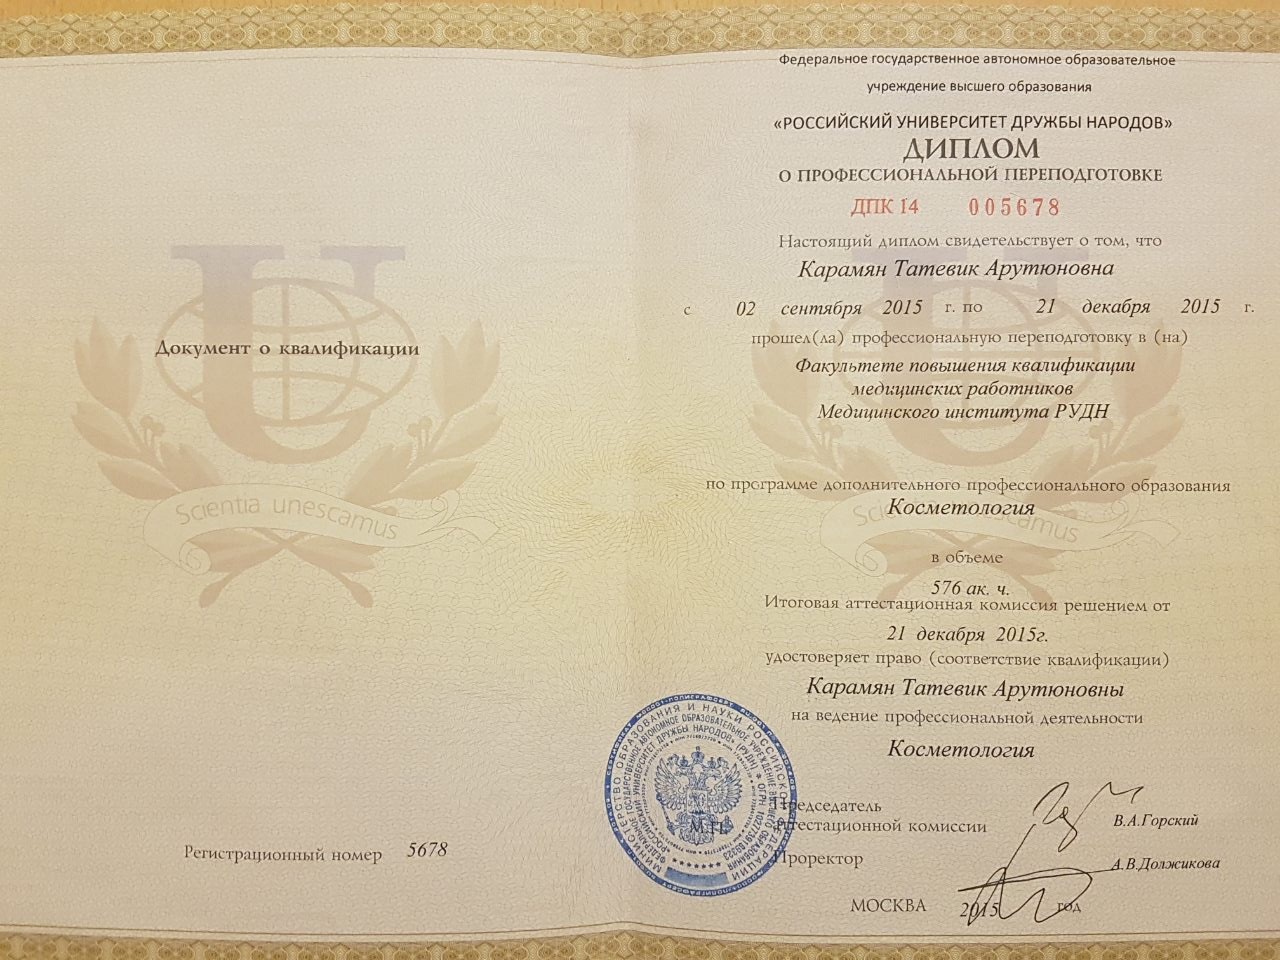 Документ о квалификации
Scientia unescamus
Регистрационный номер 5678
Федеральное государственное автономное образовательное
учреждение высшего образования
«РОССИЙСКИЙ УНИВЕРСИТЕТ ДРУЖБЫ НАРОДОВ»
ДИПЛОМ
О ПРОФЕССИОНАЛЬНОЙ ПЕРЕПОДГОТОВКЕ
ДПК 14 005678
Настоящий диплом свидетельствует о том, что
Карамян Татевик Арутюновна
с 02 сентября 2015 г. по 21 декабря 2015 г.
прошел(ла) профессиональную переподготовку в (на)
Факультете повышения квалификации
медицинских работников
Медицинского института РУДН
по программе дополнительного профессионального образования
Косметология
Scientia unescamus
в объеме
576 ак. ч.
Итоговая аттестационная комиссия решением от
21 декабря 2015г.
удостоверяет право (соответствие квалификации)
Карамян Татевик Арутюновны
на ведение профессиональной деятельности
Косметология
М.П.
Председатель
Аттестационной комиссии В.А.Горский
Проректор А.В.Должикова
МОСКВА 2015 год